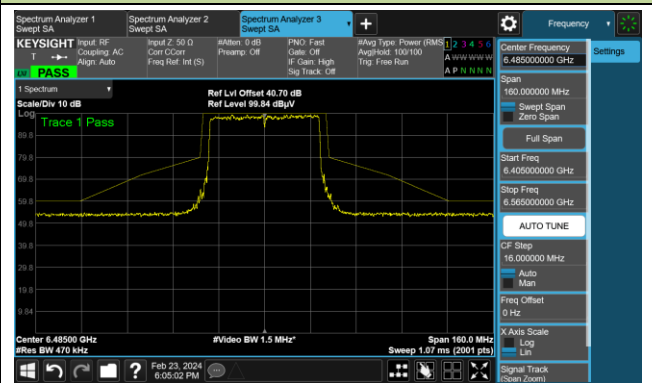 Spectrum Analyzer 1
Swept SA
Spectrum Analyzer 2
Swept SA
Spectrum Analyzer 3
Swept SA
+
Frequency
KEYSIGHT
T
LXI
PASS
Input: RF
Coupling: AC
Align: Auto
Input Z: 50 Ω
Corr CCorr
Freq Ref: Int (S)
#Atten: 0 dB
Preamp: Off
PNO: Fast
Gate: Off
IF Gain: High
Sig Track: Off
#Avg Type: Power (RMS
Avg|Hold: 100/100
Trig: Free Run
1 2 3 4 5 6
A W W W W W
A P N N N N
1 Spectrum
Scale/Div 10 dB
Ref Lvl Offset 40.70 dB
Ref Level 99.84 dBµV
Log
Trace 1 Pass
89.8
79.8
69.8
59.8
49.8
39.8
29.8
19.8
9.84
Center 6.48500 GHz
#Res BW 470 kHz
#Video BW 1.5 MHz*
Span 160.0 MHz
Sweep 1.07 ms (2001 pts)
Center Frequency
6.485000000 GHz
Settings
Span
160.000000 MHz
Swept Span
Zero Span
Full Span
Start Freq
6.405000000 GHz
Stop Freq
6.565000000 GHz
AUTO TUNE
CF Step
16.000000 MHz
Auto
Man
Freq Offset
0 Hz
X Axis Scale
Log
Lin
Signal Track
(Span Zoom)
?
Feb 23, 2024
6:05:02 PM